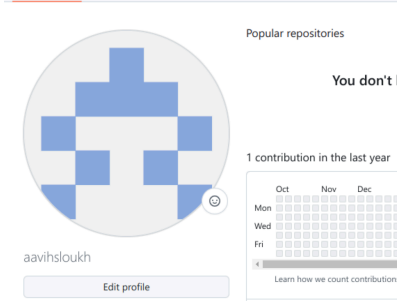 Popular repositories
You don't
1 contribution in the last year
Oct Nov Dec
Mon
Wed
Fri
Learn how we count contribution
aavihsloukh
Edit profile